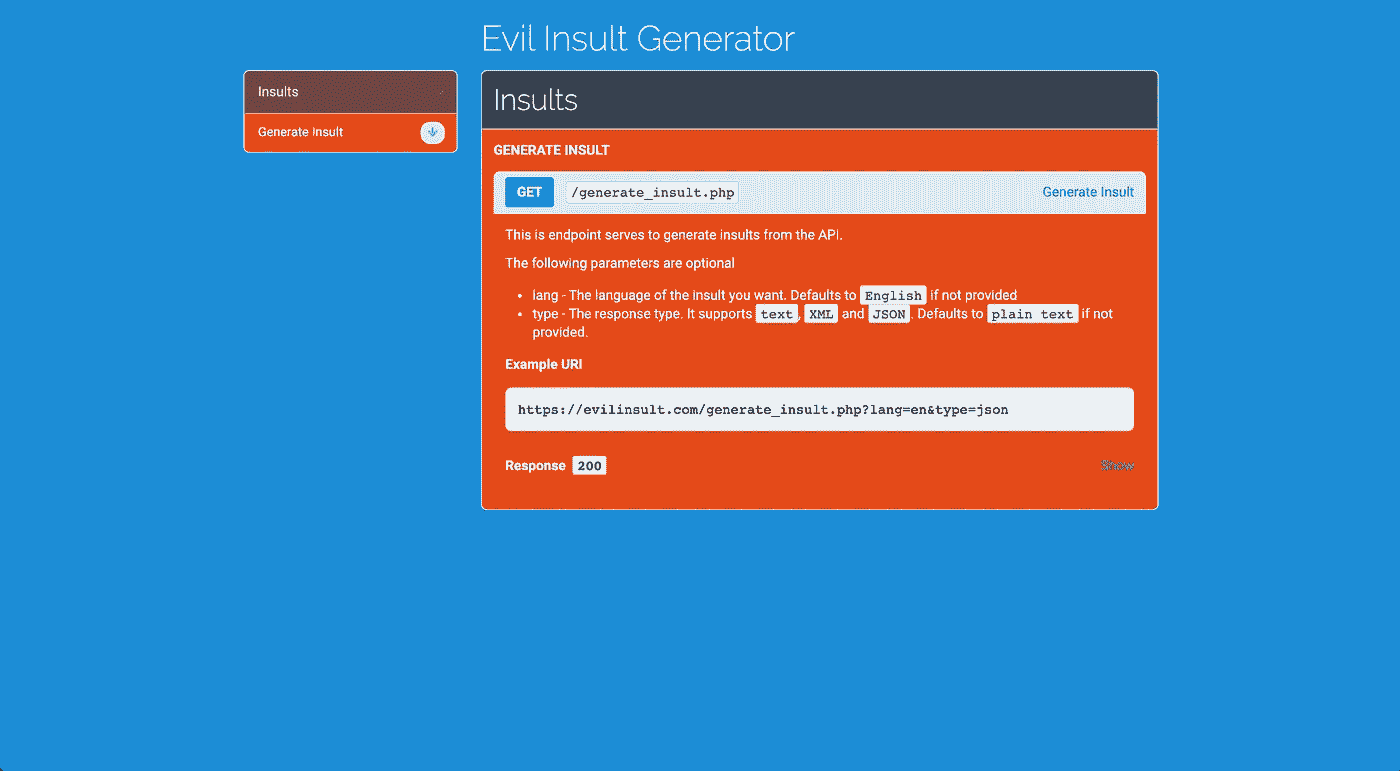 Evil Insult Generator
Insults
Generate Insult
Insults
GENERATE INSULT
GET /generate_insult.php Generate Insult
This is endpoint serves to generate insults from the API.
The following parameters are optional
• lang - The language of the insult you want. Defaults to English if not provided
• type - The response type. It supports text, XML and JSON. Defaults to plain text if not
provided.
Example URI
https://evilinsult.com/generate_insult.php?lang=en&type=json
Response 200 Show